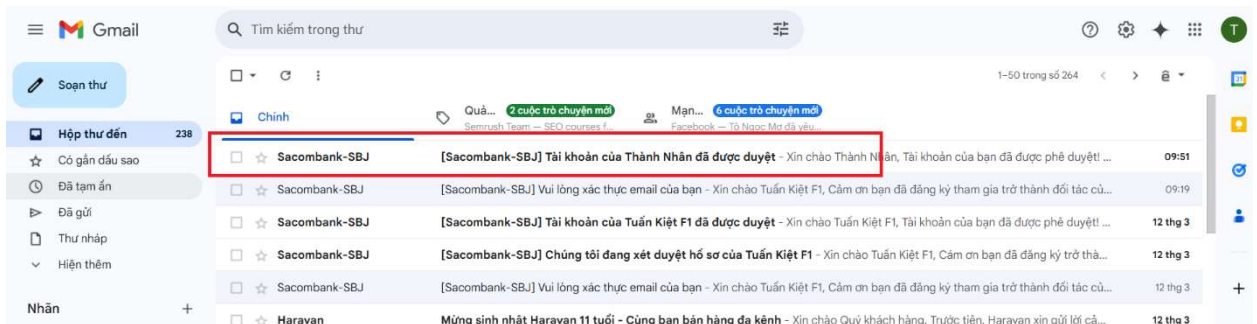 Gmail
Tìm kiếm trong thư
T
Soạn thư
1–50 trong số 264
Chính
Quả... 2 cuộc trò chuyện mới
Semrush Team — SEO courses f...
Mạn... 6 cuộc trò chuyện mới
Facebook — Tô Ngọc Mơ đã yêu...
Hộp thư đến 238
Có gắn dấu sao
Đã tạm ẩn
Đã gửi
Thư nháp
Hiện thêm
Nhãn
Sacombank-SBJ [Sacombank-SBJ] Tài khoản của Thành Nhân đã được duyệt - Xin chào Thành Nhân, Tài khoản của bạn đã được phê duyệt! ... 09:51
Sacombank-SBJ [Sacombank-SBJ] Vui lòng xác thực email của bạn - Xin chào Tuấn Kiệt F1, Cảm ơn bạn đã đăng ký tham gia trở thành đối tác củ... 09:19
Sacombank-SBJ [Sacombank-SBJ] Tài khoản của Tuấn Kiệt F1 đã được duyệt - Xin chào Tuấn Kiệt F1, Tài khoản của bạn đã được phê duyệt! ... 12 thg 3
Sacombank-SBJ [Sacombank-SBJ] Chúng tôi đang xét duyệt hồ sơ của Tuấn Kiệt F1 - Xin chào Tuấn Kiệt F1, Cảm ơn bạn đã đăng ký trở thà... 12 thg 3
Sacombank-SBJ [Sacombank-SBJ] Vui lòng xác thực email của bạn - Xin chào Tuấn Kiệt F1, Cảm ơn bạn đã đăng ký tham gia trở thành đối tác củ... 12 thg 3
Haravan Mừng sinh nhật Haravan 11 tuổi - Cùng bạn bán hàng đa kênh - Xin chào Quý khách hàng, Trước tiên, Haravan xin gửi lời cả... 12 thg 3